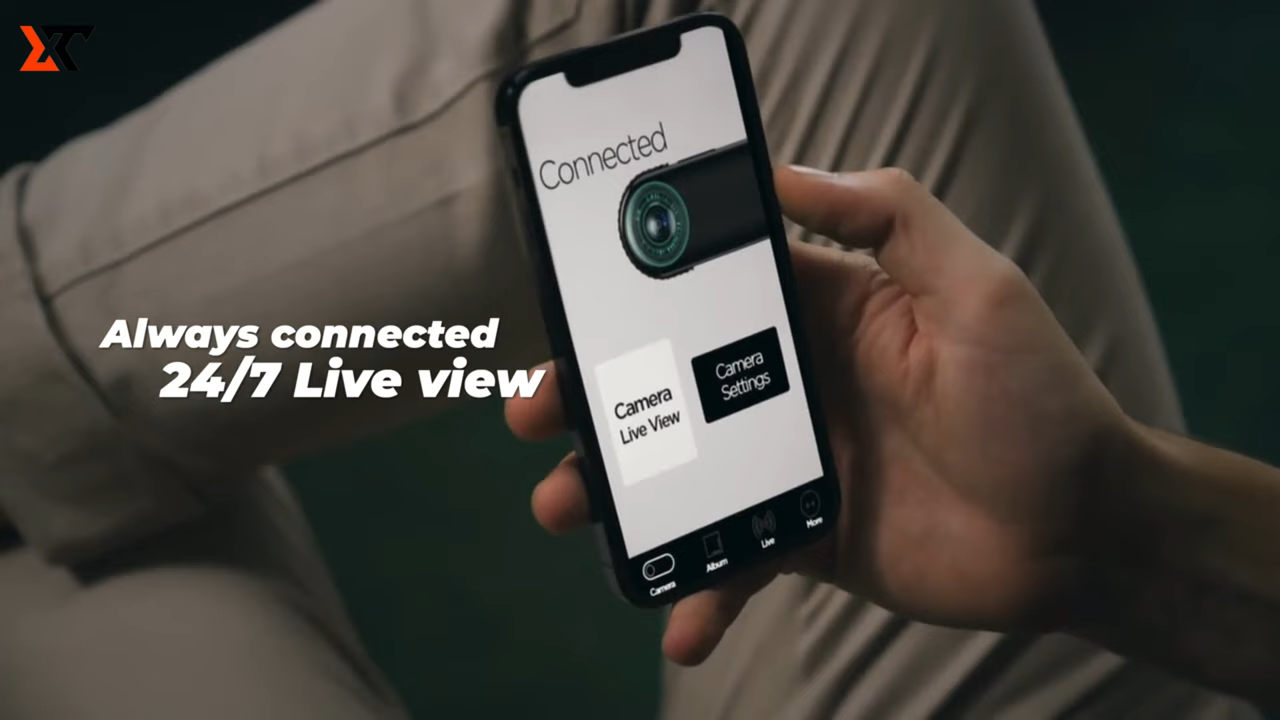 Always connected
24/7 Live view
Connected
Camera
Live View
Camera
Settings
Camera
Album
Live
More